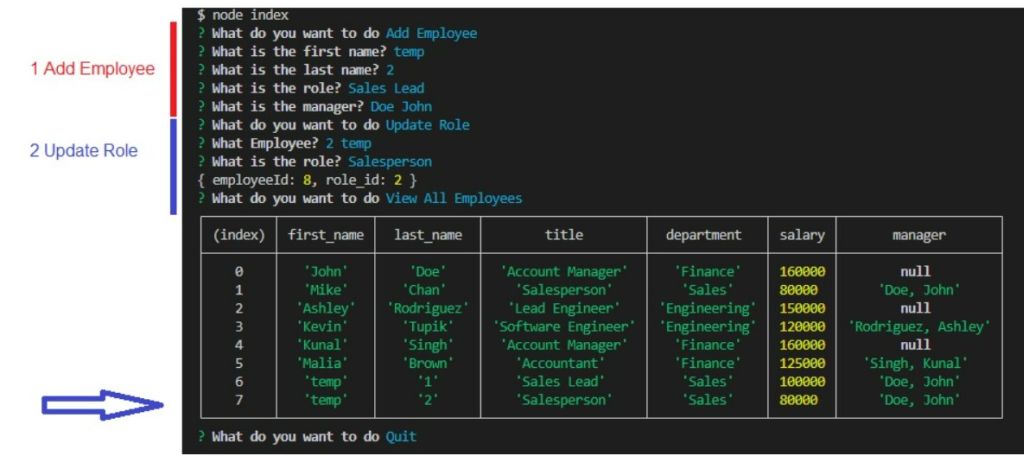 $ node index
? What do you want to do Add Employee
? What is the first name? temp
1 Add Employee
? What is the last name? 2
? What is the role? Sales Lead
? What is the manager? Doe John
? What do you want to do Update Role
2 Update Role
? What Employee? 2 temp
? What is the role? Salesperson
{ employeeId: 8, role_id: 2 }
? What do you want to do View All Employees
(index) first_name last_name title department salary manager
0 'John' 'Doe' 'Account Manager' 'Finance' 160000 null
1 'Mike' 'Chan' 'Salesperson' 'Sales' 80000 'Doe, John'
2 'Ashley' 'Rodriguez' 'Lead Engineer' 'Engineering' 150000 null
3 'Kevin' 'Tupik' 'Software Engineer' 'Engineering' 120000 'Rodriguez, Ashley'
4 'Kunal' 'Singh' 'Account Manager' 'Finance' 160000 null
5 'Malia' 'Brown' 'Accountant' 'Finance' 125000 'Singh, Kunal'
6 'temp' '1' 'Sales Lead' 'Sales' 100000 'Doe, John'
7 'temp' '2' 'Salesperson' 'Sales' 80000 'Doe, John'
? What do you want to do Quit